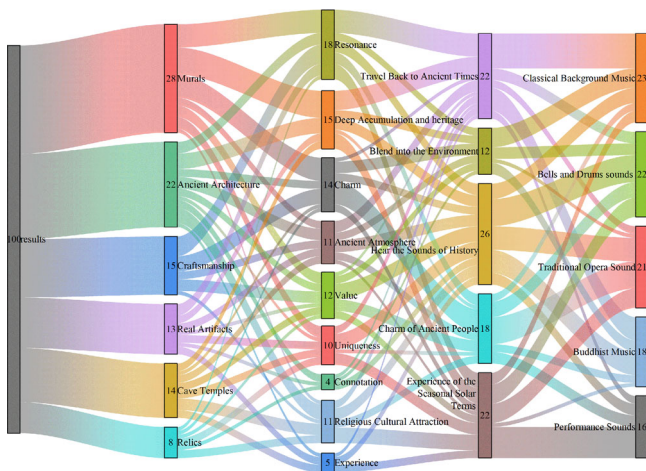 100results
28 Murals
22 Ancient Architecture
15 Craftsmanship
13 Real Artifacts
14 Cave Temples
8 Relics
18 Resonance
15 Deep Accumulation and heritage
14 Charm
11 Ancient Atmosphere
12 Value
10 Uniqueness
4 Connotation
11 Religious Cultural Attraction
5 Experience
Travel Back to Ancient Times 22
Blend into the Environment 12
Hear the Sounds of History 26
Charm of Ancient People 18
Experience of the
Seasonal Solar
Terms 22
Classical Background Music 23
Bells and Drums sounds 22
Traditional Opera Sound 21
Buddhist Music 18
Performance Sounds 16